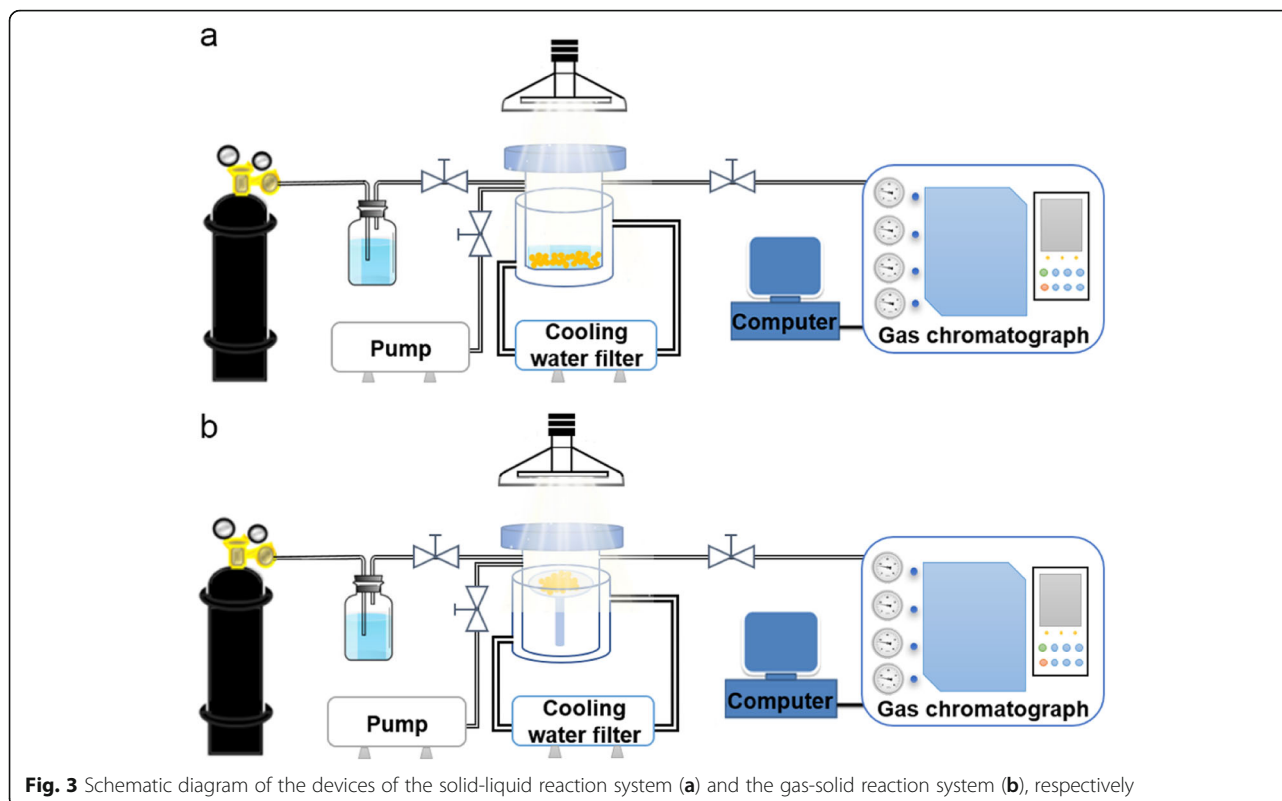 a
Pump
Cooling
water filter
Computer
Gas chromatograph
b
Pump
Cooling
water filter
Computer
Gas chromatograph
Fig. 3 Schematic diagram of the devices of the solid-liquid reaction system (a) and the gas-solid reaction system (b), respectively